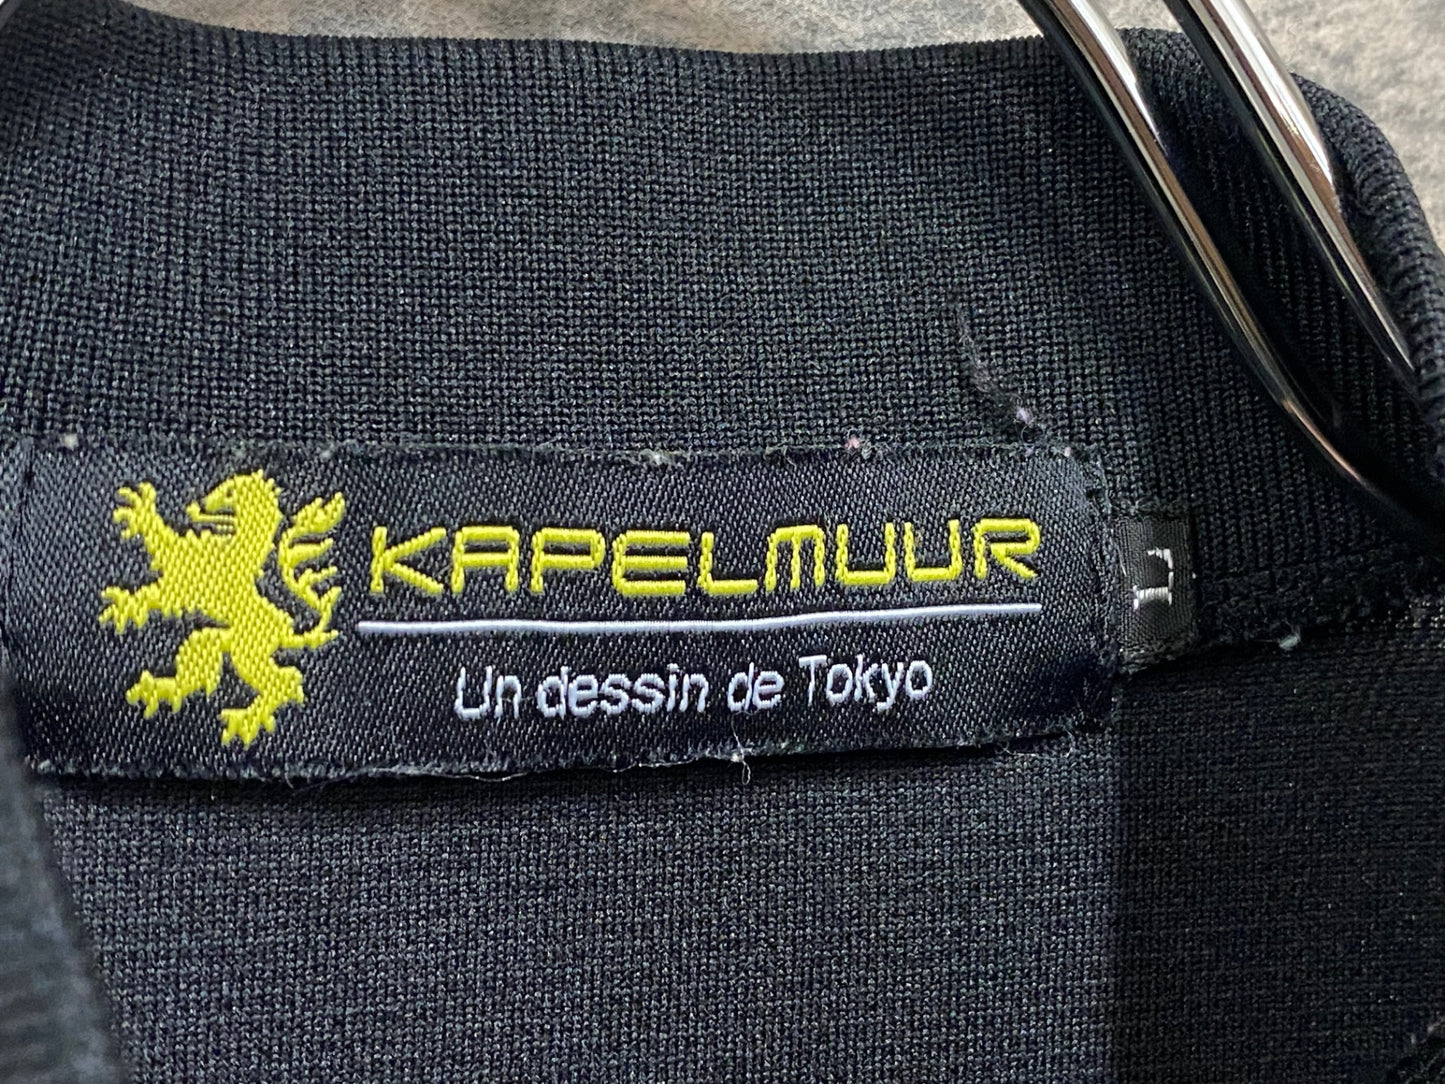 KAPELMUUR
Un dessin de Tokyo